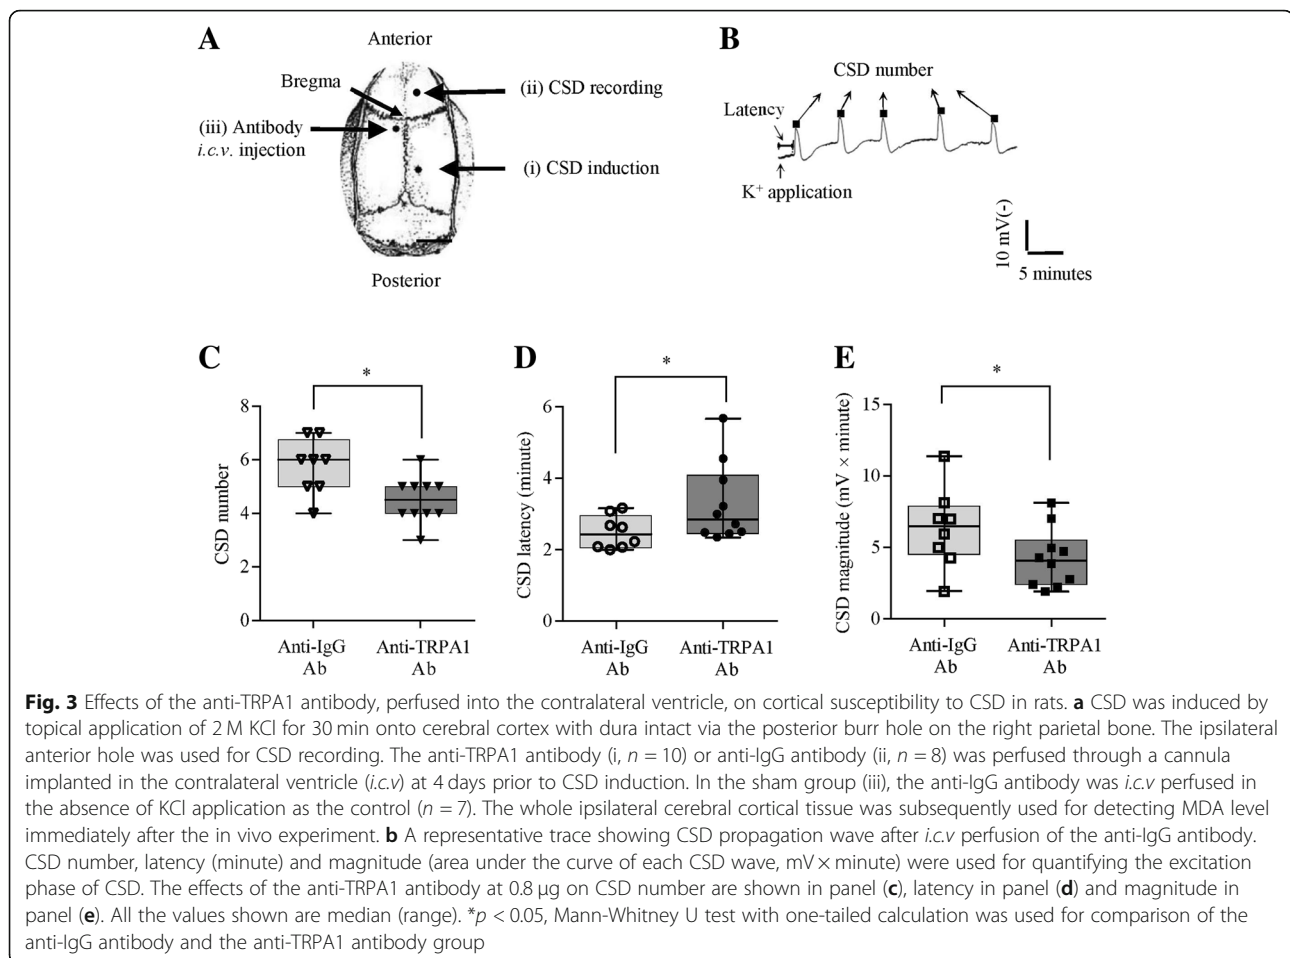 A
Anterior
Bregma
(ii) CSD recording
(iii) Antibody
i.c.v. injection
(i) CSD induction
Posterior
B
CSD number
Latency
K+ application
10 mV(-)
5 minutes
C
*
CSD number
8
6
4
2
0
Anti-IgG
Ab
Anti-TRPA1
Ab
D
*
CSD latency (minute)
6
4
2
0
Anti-IgG
Ab
Anti-TRPA1
Ab
E
*
CSD magnitude (mV × minute)
15
10
5
0
Anti-IgG
Ab
Anti-TRPA1
Ab
Fig. 3 Effects of the anti-TRPA1 antibody, perfused into the contralateral ventricle, on cortical susceptibility to CSD in rats. a CSD was induced by
topical application of 2 M KCl for 30 min onto cerebral cortex with dura intact via the posterior burr hole on the right parietal bone. The ipsilateral
anterior hole was used for CSD recording. The anti-TRPA1 antibody (i, n = 10) or anti-IgG antibody (ii, n = 8) was perfused through a cannula
implanted in the contralateral ventricle (i.c.v) at 4 days prior to CSD induction. In the sham group (iii), the anti-IgG antibody was i.c.v perfused in
the absence of KCl application as the control (n = 7). The whole ipsilateral cerebral cortical tissue was subsequently used for detecting MDA level
immediately after the in vivo experiment. b A representative trace showing CSD propagation wave after i.c.v perfusion of the anti-IgG antibody.
CSD number, latency (minute) and magnitude (area under the curve of each CSD wave, mV × minute) were used for quantifying the excitation
phase of CSD. The effects of the anti-TRPA1 antibody at 0.8 μg on CSD number are shown in panel (c), latency in panel (d) and magnitude in
panel (e). All the values shown are median (range). *p < 0.05, Mann-Whitney U test with one-tailed calculation was used for comparison of the
anti-IgG antibody and the anti-TRPA1 antibody group